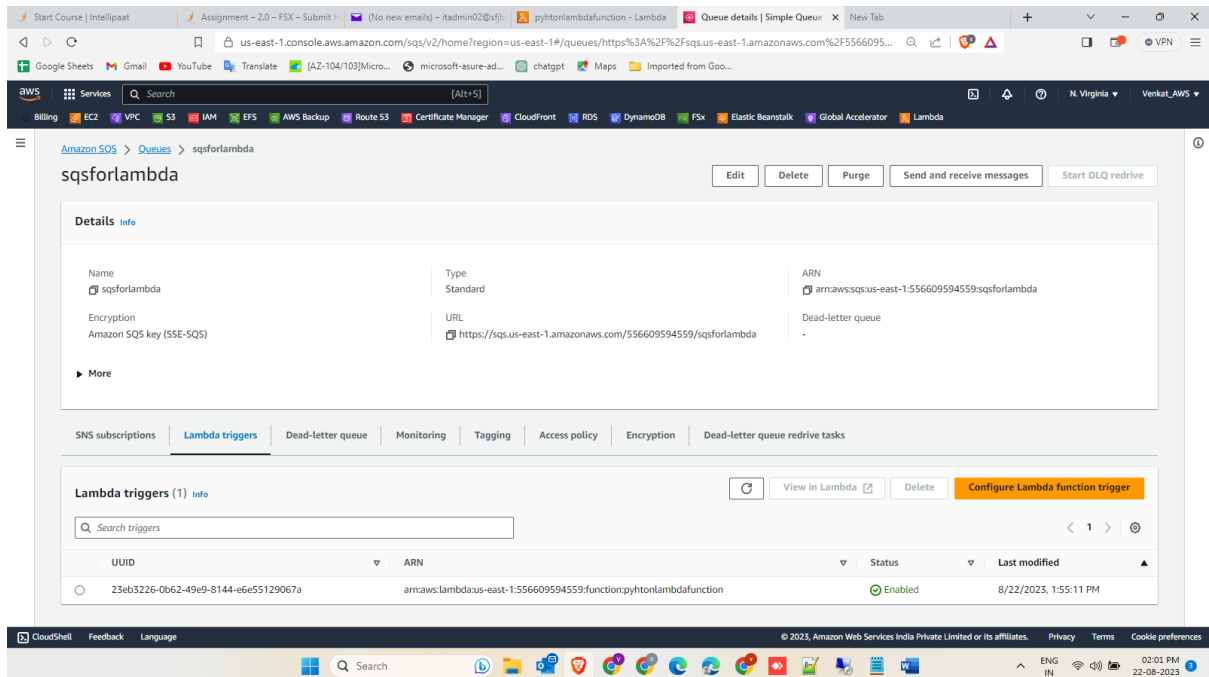 Start Course | Intellipaat
Assignment – 2.0 – FSX – Submit H
(No new emails) – itadmin02@sfjb
pyhtonlambdafunction - Lambda
Queue details | Simple Queue
New Tab
us-east-1.console.aws.amazon.com/sqs/v2/home?region=us-east-1#/queues/https%3A%2F%2Fsqs.us-east-1.amazonaws.com%2F5566095...
VPN
Google Sheets Gmail YouTube Translate [AZ-104/103]Micro... microsoft-asure-ad... chatgpt Maps Imported from Goo...
aws Services Search [Alt+S] N. Virginia Venkat_AWS
Billing EC2 VPC S3 IAM EFS AWS Backup Route 53 Certificate Manager CloudFront RDS DynamoDB FSx Elastic Beanstalk Global Accelerator Lambda
Amazon SQS > Queues > sqsforlambda
sqsforlambda
Edit Delete Purge Send and receive messages Start DLQ redrive
Details Info
Name Type ARN
sqsforlambda Standard arn:aws:sqs:us-east-1:556609594559:sqsforlambda
Encryption URL Dead-letter queue
Amazon SQS key (SSE-SQS) https://sqs.us-east-1.amazonaws.com/556609594559/sqsforlambda -
More
SNS subscriptions Lambda triggers Dead-letter queue Monitoring Tagging Access policy Encryption Dead-letter queue redrive tasks
Lambda triggers (1) Info View in Lambda Delete Configure Lambda function trigger
Search triggers < 1 >
UUID ARN Status Last modified
23eb3226-0b62-49e9-8144-e6e55129067a arn:aws:lambda:us-east-1:556609594559:function:pyhtonlambdafunction Enabled 8/22/2023, 1:55:11 PM
CloudShell Feedback Language © 2023, Amazon Web Services India Private Limited or its affiliates. Privacy Terms Cookie preferences
Search ENG 02:01 PM 3
IN 22-08-2023